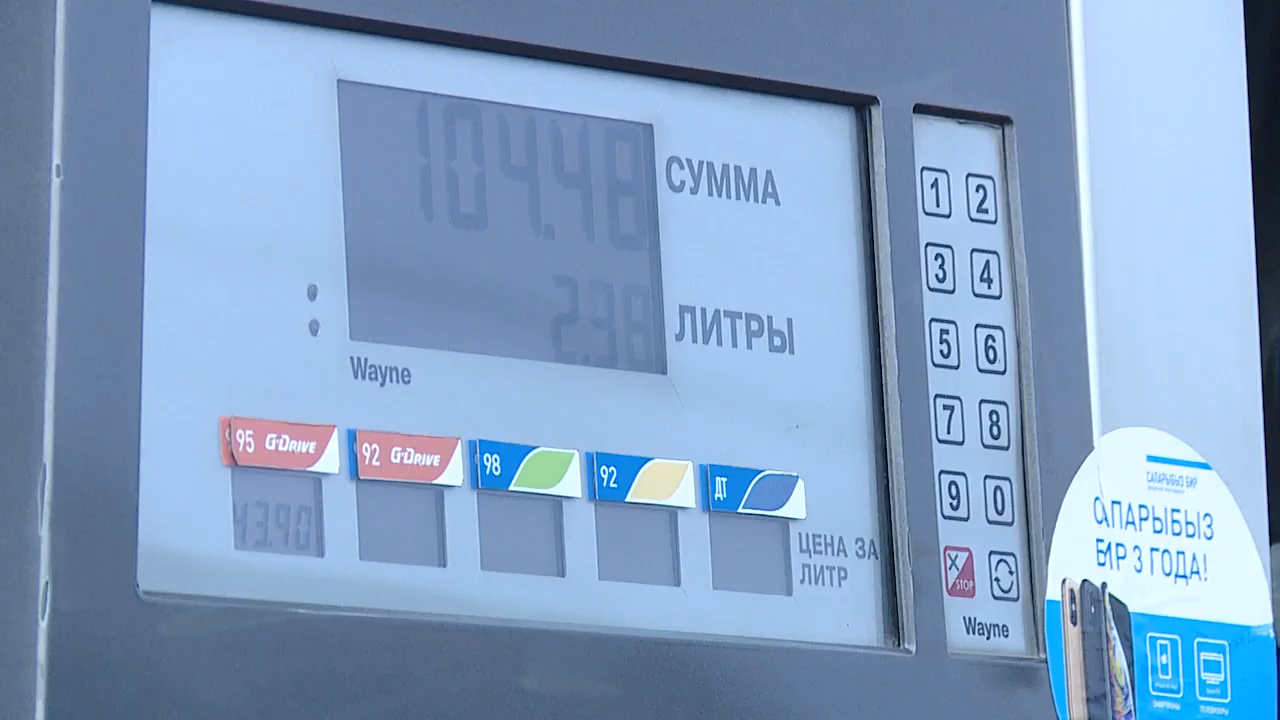 104.48
СУММА
2.38
ЛИТРЫ
Wayne
95 G-DRIVE
92 G-DRIVE
98
92
ДТ
43.90
ЦЕНА ЗА
ЛИТР
1 2
3 4
5 6
7 8
9 0
X STOP
Wayne
САПАРЫБЫЗ БИР
САПАРЫБЫЗ
БИР 3 ГОДА!